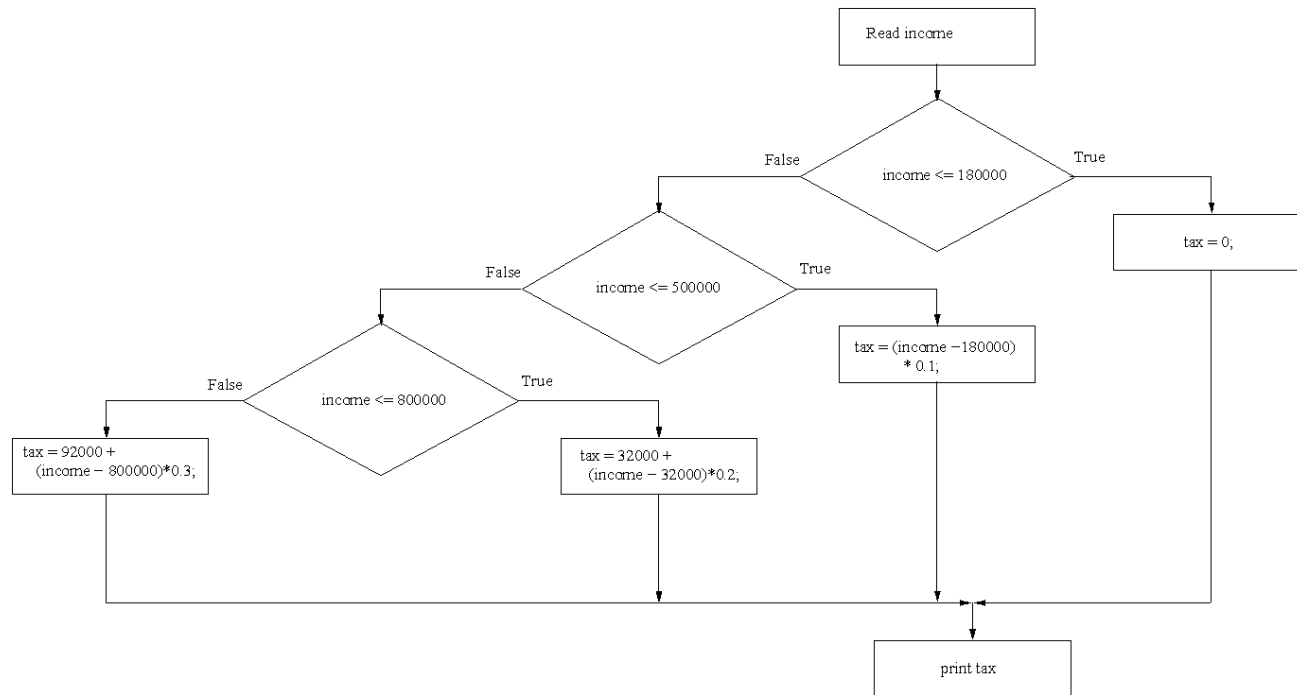 Read income
False
True
income <= 180000
tax = 0;
False
True
income <= 500000
tax = (income −180000)
* 0.1;
False
True
income <= 800000
tax = 92000 +
(income − 800000)*0.3;
tax = 32000 +
(income − 32000)*0.2;
print tax